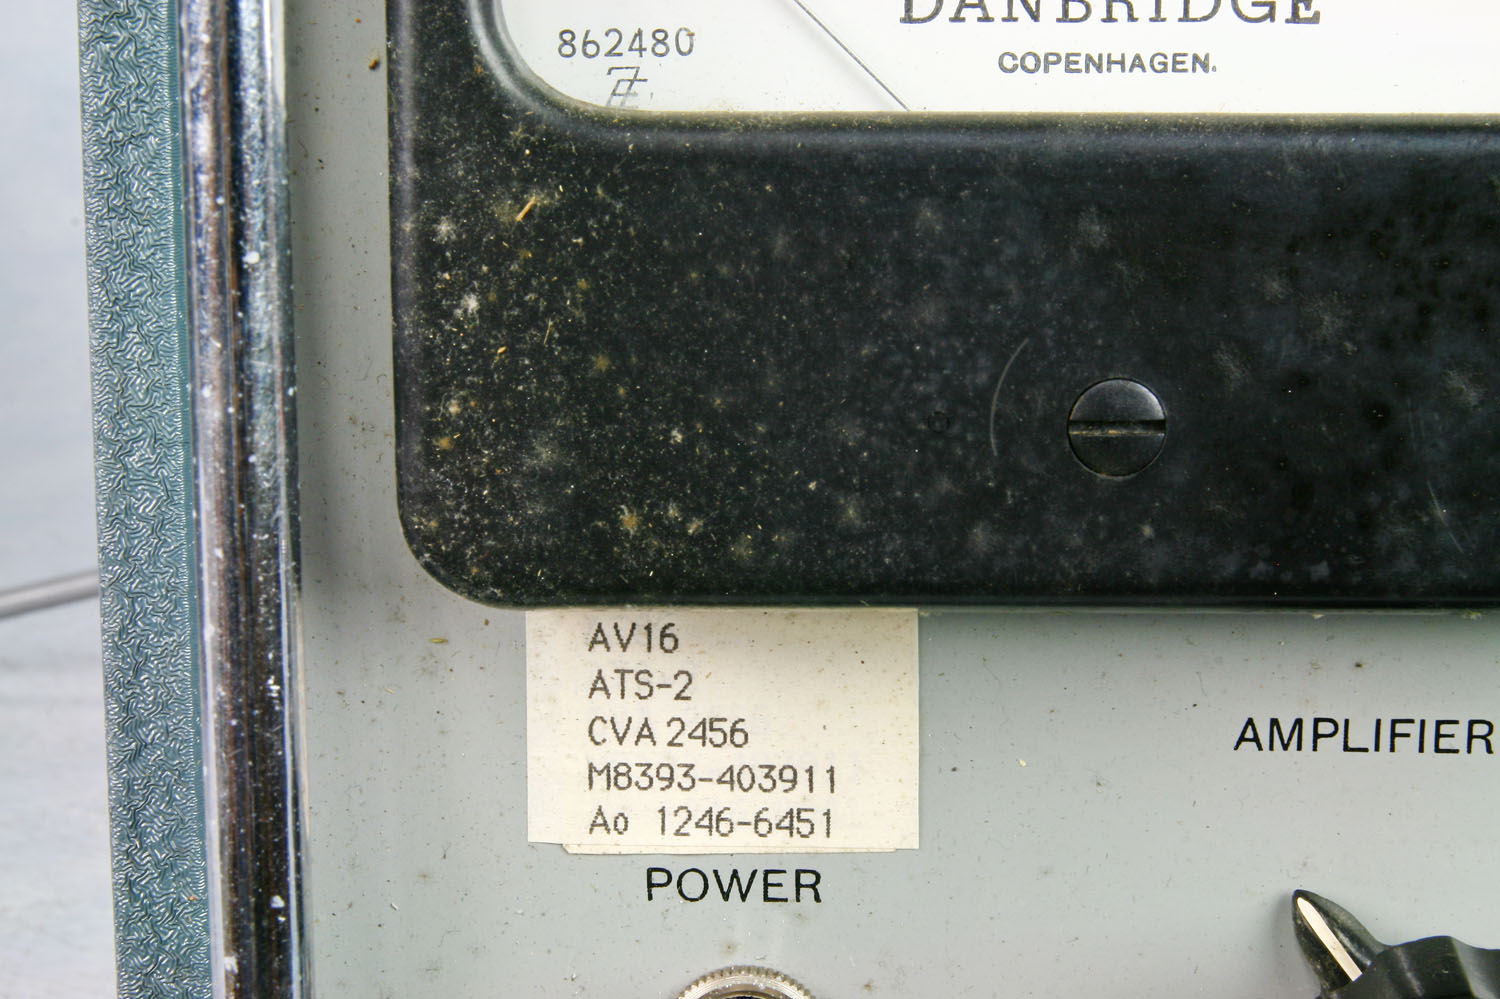 DANBRIDGE
COPENHAGEN.
862480
AV16
ATS-2
CVA 2456
M8393-403911
Ao 1246-6451
POWER
AMPLIFIER